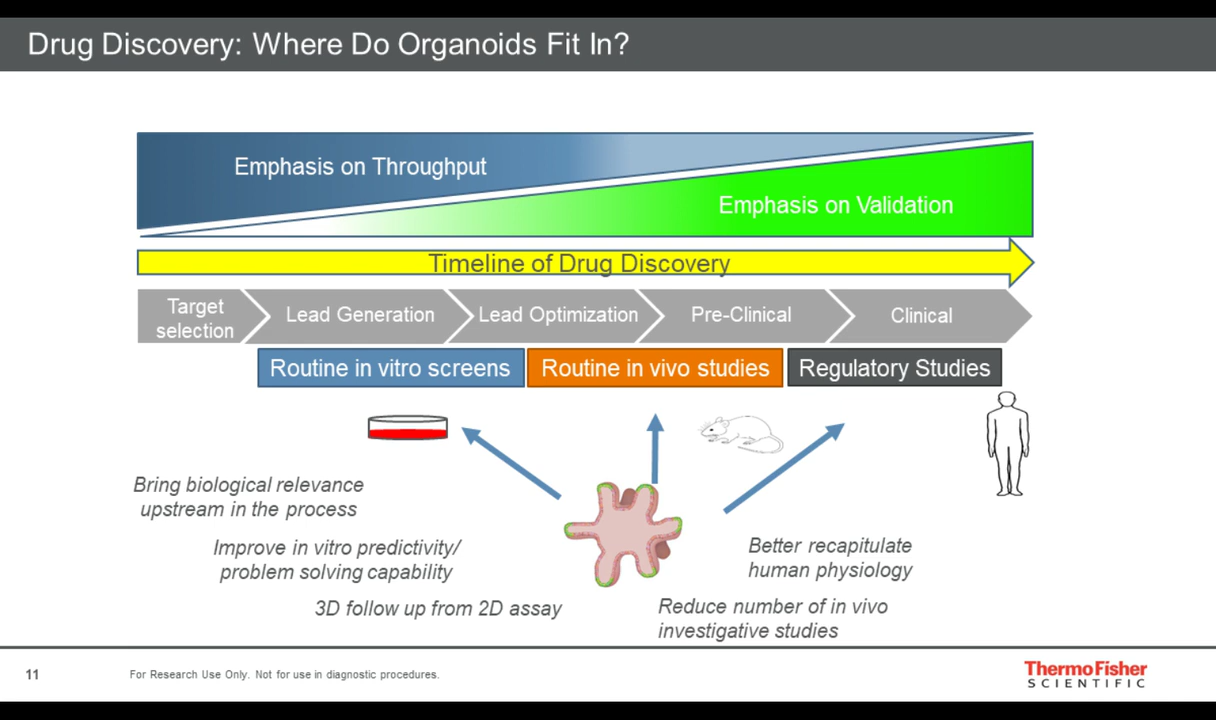 Drug Discovery: Where Do Organoids Fit In?
Emphasis on Throughput
Emphasis on Validation
Timeline of Drug Discovery
Target
selection
Lead Generation
Lead Optimization
Pre-Clinical
Clinical
Routine in vitro screens
Routine in vivo studies
Regulatory Studies
Bring biological relevance
upstream in the process
Improve in vitro predictivity/
problem solving capability
3D follow up from 2D assay
Better recapitulate
human physiology
Reduce number of in vivo
investigative studies
11
For Research Use Only. Not for use in diagnostic procedures.
ThermoFisher
SCIENTIFIC